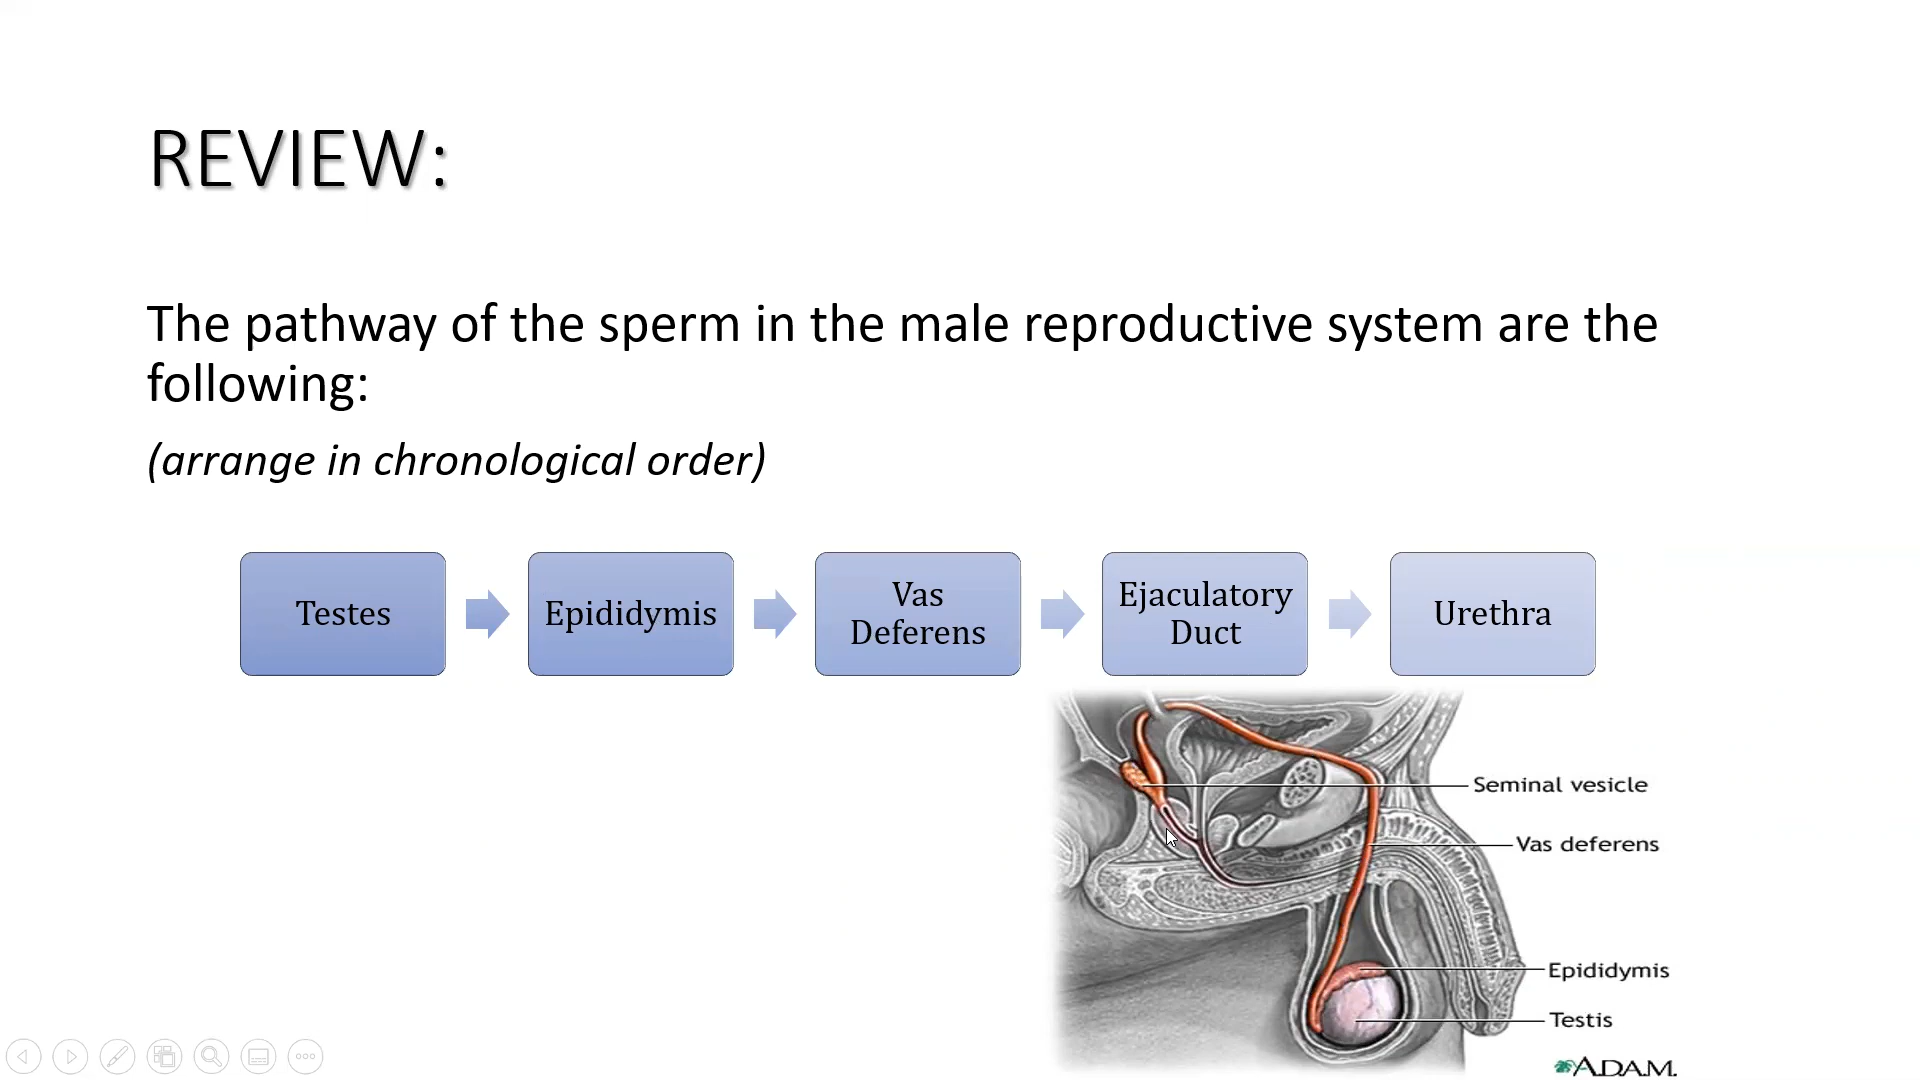 REVIEW:
The pathway of the sperm in the male reproductive system are the
following:
(arrange in chronological order)
Testes
Epididymis
Vas
Deferens
Ejaculatory
Duct
Urethra
Seminal vesicle
Vas deferens
Epididymis
Testis
A.D.A.M.